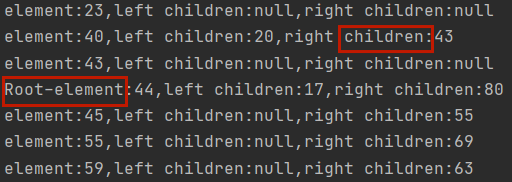 element:23,left children:null,right children:null
element:40,left children:20,right children:43
element:43,left children:null,right children:null
Root-element:44,left children:17,right children:80
element:45,left children:null,right children:55
element:55,left children:null,right children:69
element:59,left children:null,right children:63